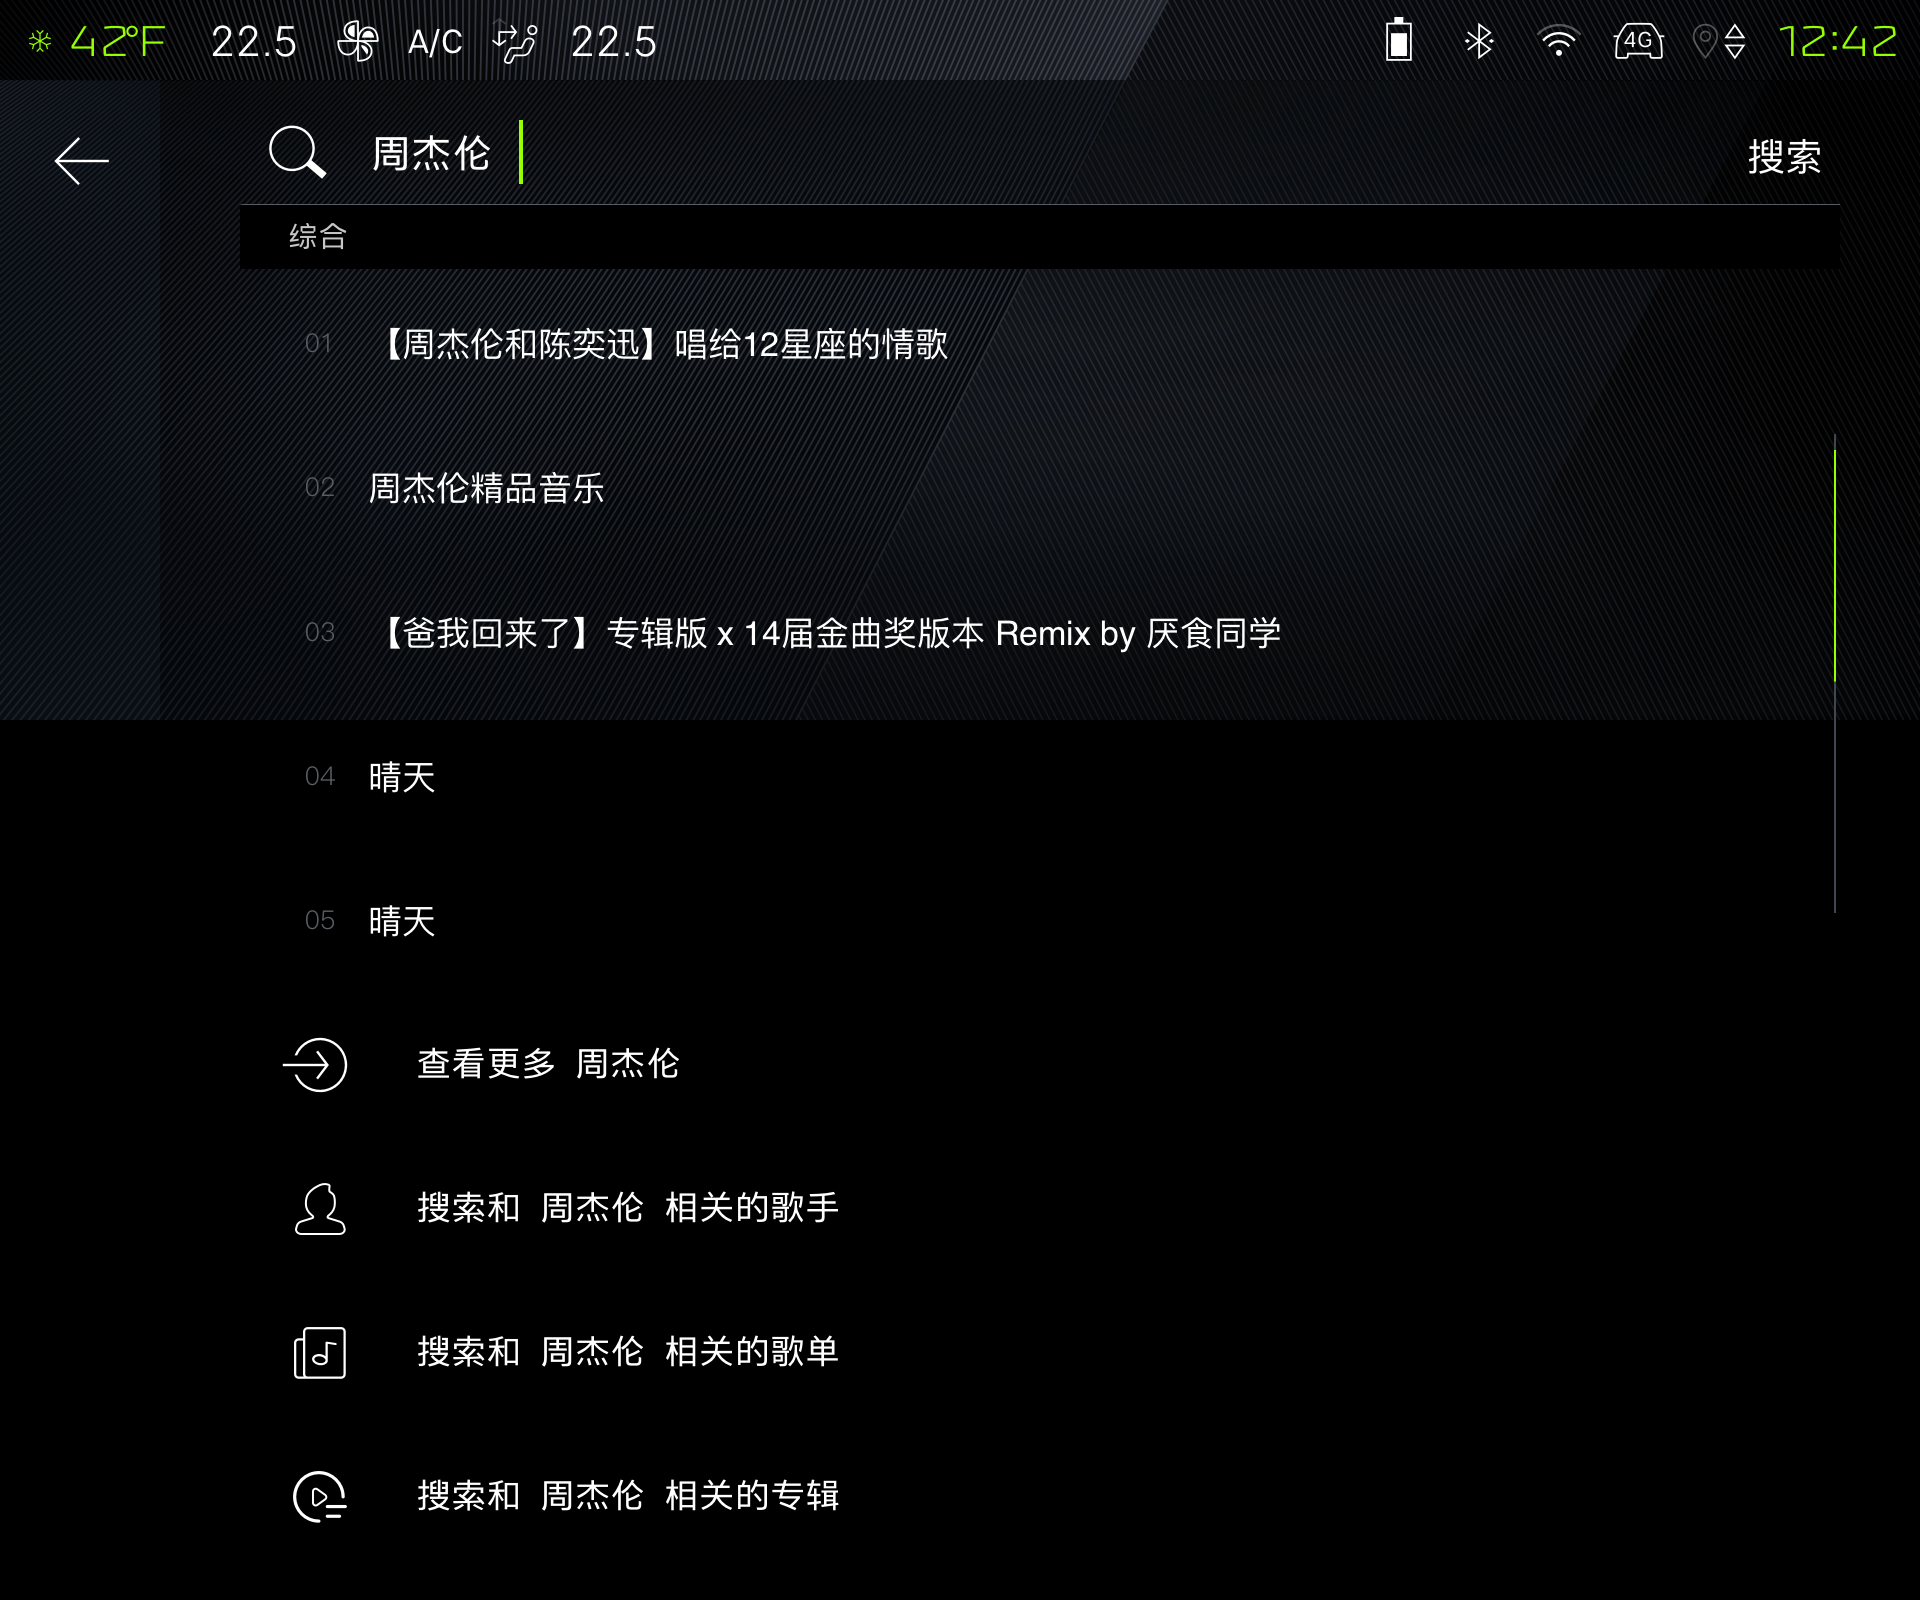 42°F 22.5 A/C 22.5 4G 12:42
周杰伦 搜索
综合
01 【周杰伦和陈奕迅】唱给12星座的情歌
02 周杰伦精品音乐
03 【爸我回来了】专辑版 x 14届金曲奖版本 Remix by 厌食同学
04 晴天
05 晴天
查看更多 周杰伦
搜索和 周杰伦 相关的歌手
搜索和 周杰伦 相关的歌单
搜索和 周杰伦 相关的专辑